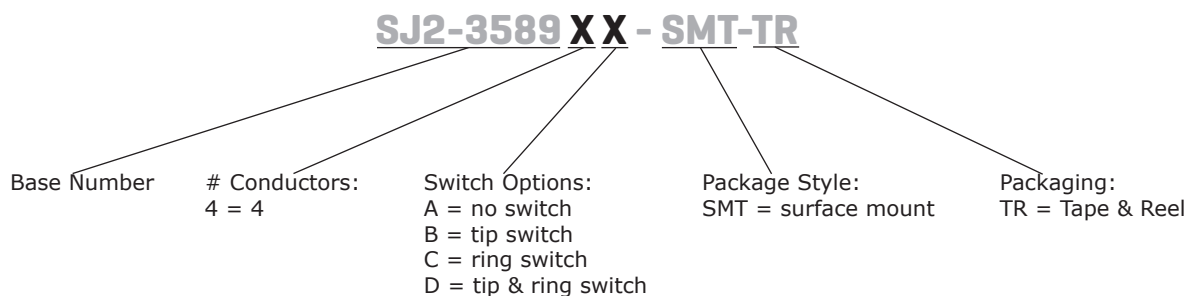 SJ2-3589 X X - SMT-TR
Base Number
# Conductors:
4 = 4
Switch Options:
A = no switch
B = tip switch
C = ring switch
D = tip & ring switch
Package Style:
SMT = surface mount
Packaging:
TR = Tape & Reel